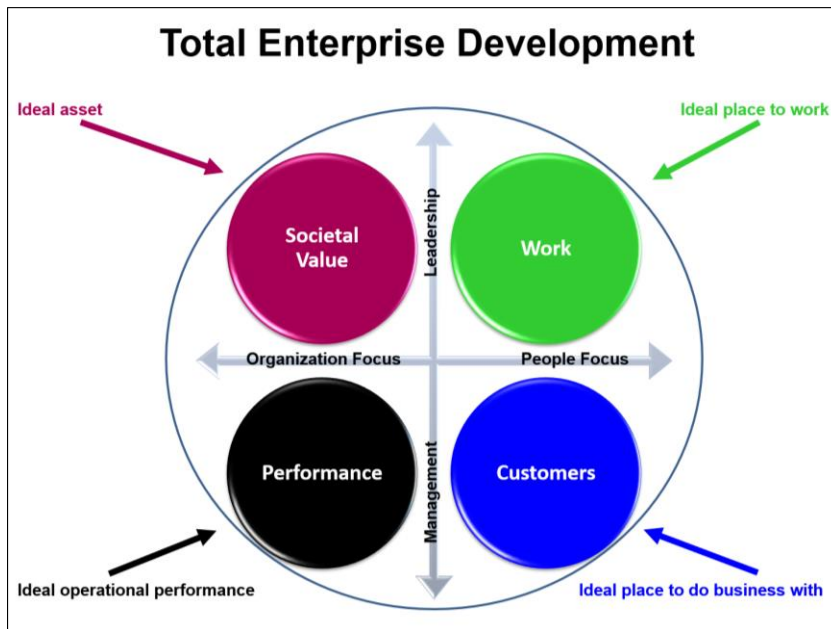 Total Enterprise Development
Ideal asset
Ideal place to work
Societal
Value
Leadership
Work
Organization Focus
People Focus
Performance
Management
Customers
Ideal operational performance
Ideal place to do business with